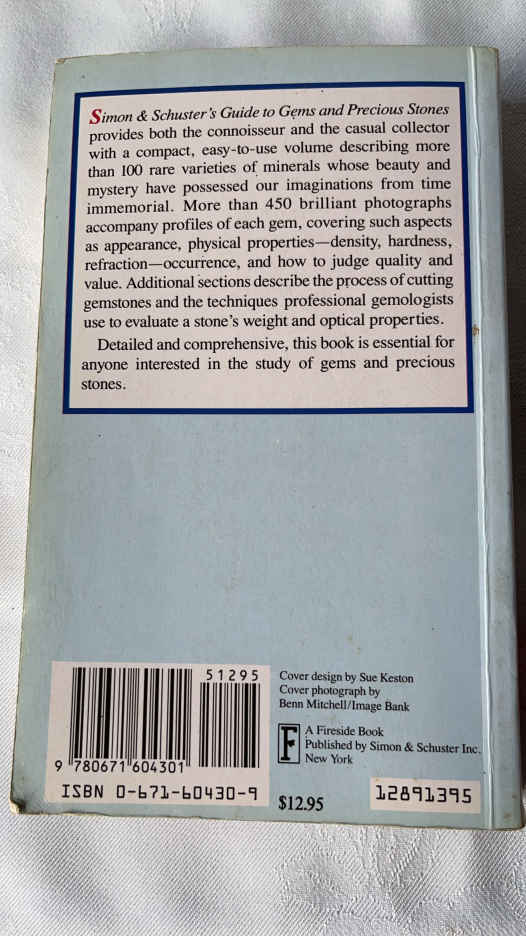 Simon & Schuster's Guide to Gems and Precious Stones
provides both the connoisseur and the casual collector
with a compact, easy-to-use volume describing more
than 100 rare varieties of minerals whose beauty and
mystery have possessed our imaginations from time
immemorial. More than 450 brilliant photographs
accompany profiles of each gem, covering such aspects
as appearance, physical properties—density, hardness,
refraction—occurrence, and how to judge quality and
value. Additional sections describe the process of cutting
gemstones and the techniques professional gemologists
use to evaluate a stone's weight and optical properties.
Detailed and comprehensive, this book is essential for
anyone interested in the study of gems and precious
stones.
51295
9 780671 604301
ISBN 0-671-60430-9
Cover design by Sue Keston
Cover photograph by
Benn Mitchell/Image Bank
F
A Fireside Book
Published by Simon & Schuster Inc.
New York
$12.95
12891395